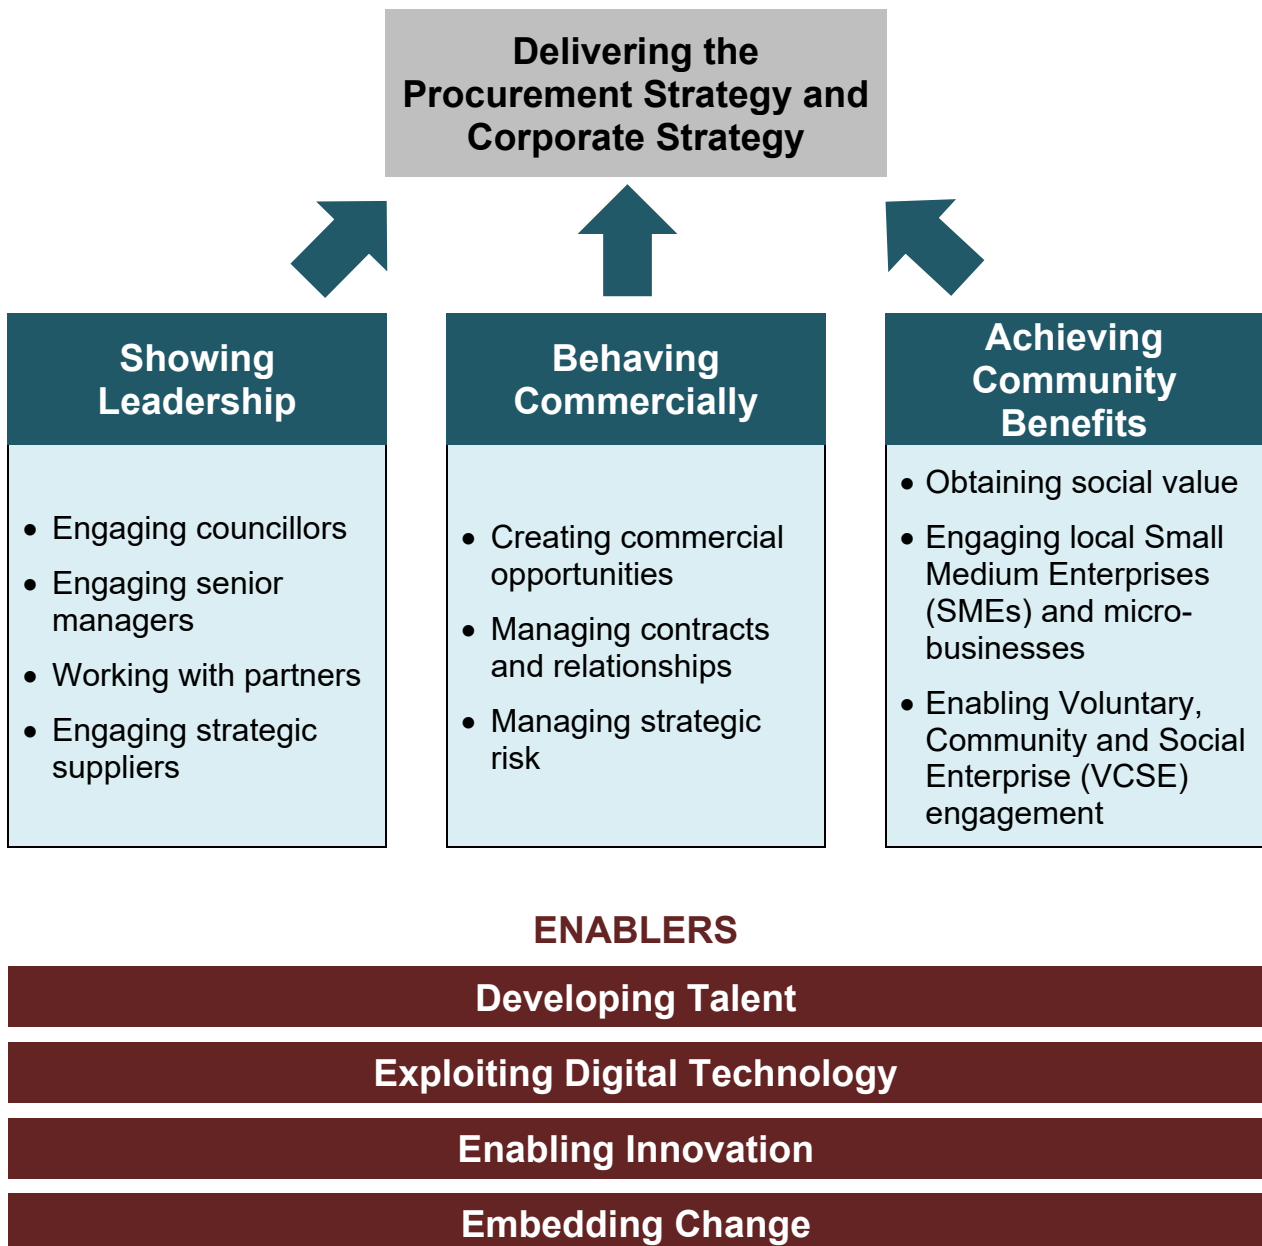 Delivering the
Procurement Strategy and
Corporate Strategy
Showing
Leadership
• Engaging councillors
• Engaging senior
managers
• Working with partners
• Engaging strategic
suppliers
Behaving
Commercially
• Creating commercial
opportunities
• Managing contracts
and relationships
• Managing strategic
risk
Achieving
Community
Benefits
• Obtaining social value
• Engaging local Small
Medium Enterprises
(SMEs) and micro-
businesses
• Enabling Voluntary,
Community and Social
Enterprise (VCSE)
engagement
ENABLERS
Developing Talent
Exploiting Digital Technology
Enabling Innovation
Embedding Change